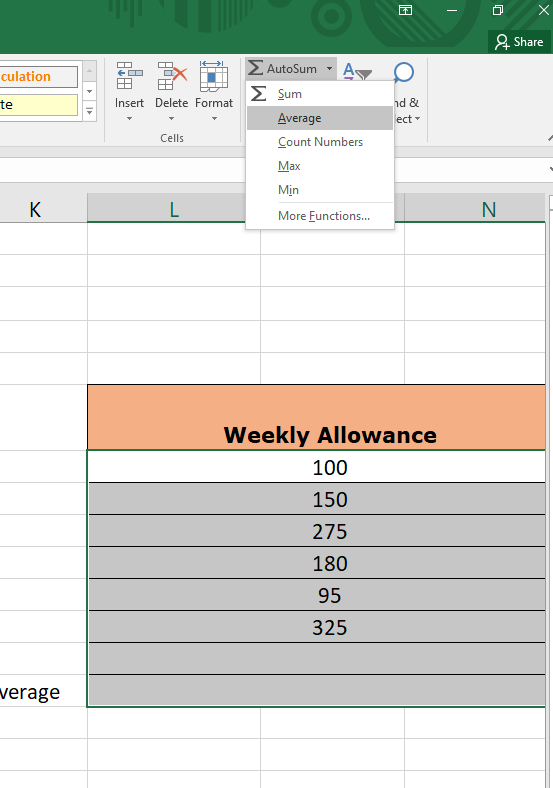 Share
culation
te
Insert Delete Format
Cells
AutoSum
Sum
Average
Count Numbers
Max
Min
More Functions...
nd &
lect
K L N
Weekly Allowance
100
150
275
180
95
325
verage